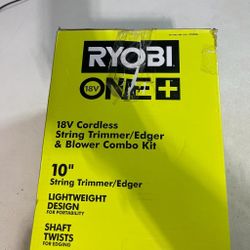 RYOBI
18V ONE+
18V Cordless
String Trimmer/Edger
& Blower Combo Kit
10"
String Trimmer/Edger
LIGHTWEIGHT
DESIGN
FOR PORTABILITY
SHAFT
TWISTS
FOR EDGING